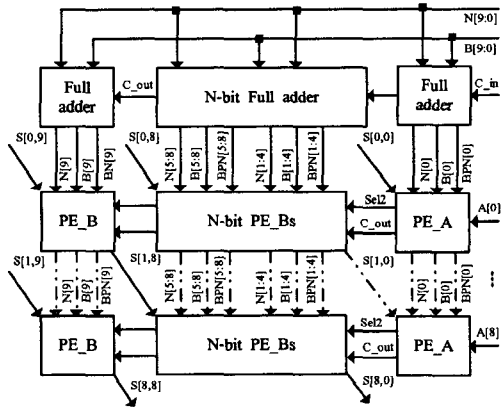 N[9:0]
B[9:0]
Full adder
C_out
N-bit Full adder
Full adder
C_in
S[0,9]
N[9]
B[9]
BN[9]
S[0,8]
N[5:8]
B[5:8]
BPN[5:8]
N[1:4]
B[1:4]
BPN[1:4]
S[0,0]
N[0]
B[0]
BPN[0]
PE_B
N-bit PE_Bs
Sel2
C_out
PE_A
A[0]
S[1,9]
N[9]
B[9]
BPN[9]
S[1,8]
N[5:8]
B[5:8]
BPN[5:8]
N[1:4]
B[1:4]
BPN[1:4]
S[1,0]
N[0]
B[0]
BPN[0]
...
PE_B
N-bit PE_Bs
Sel2
C_out
PE_A
A[8]
S[8,8]
S[8,0]